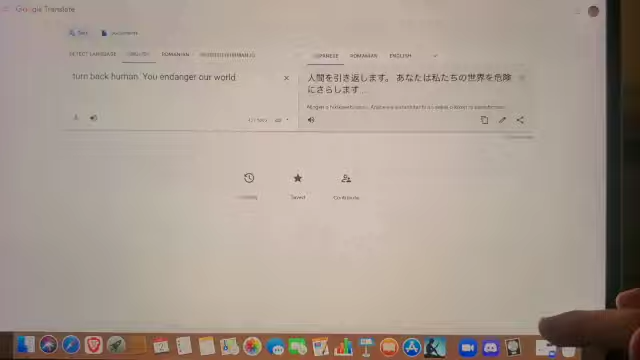 Google Translate
Text
Documents
DETECT LANGUAGE
ENGLISH
ROMANIAN
JAPANESE
ROMANIAN
ENGLISH
turn back human. You endanger our world
人間を引き返します。 あなたは私たちの世界を危険
にさらします...
Saved
Contribute